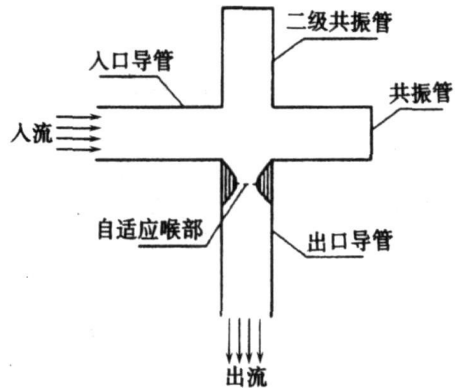 二级共振管
入口导管
共振管
入流
自适应喉部
出口导管
出流